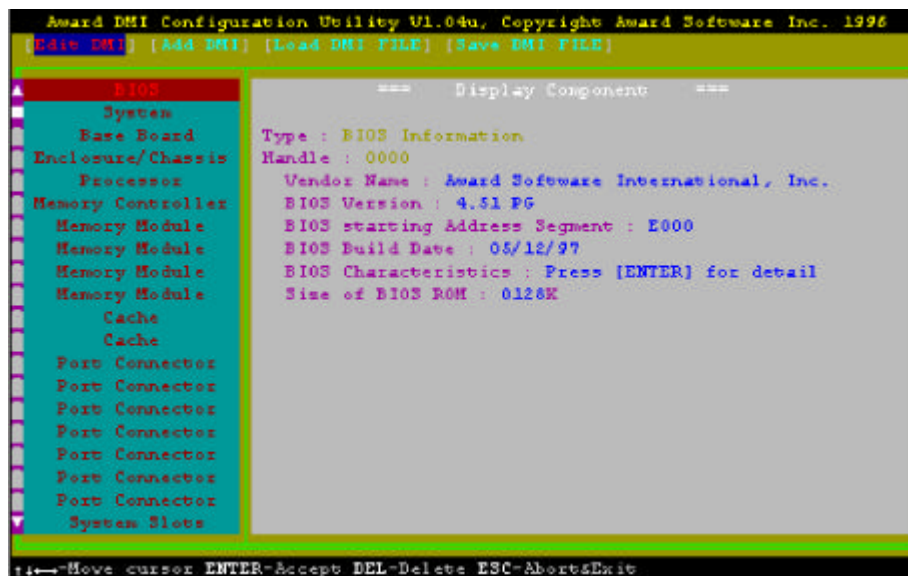 Award DMI Configuration Utility V1.04u, Copyright Award Software Inc. 1996
[Edit DMI] [Add DMI] [Load DMI FILE] [Save DMI FILE]
BIOS
System
Base Board
Enclosure/Chassis
Processor
Memory Controller
Memory Module
Memory Module
Memory Module
Memory Module
Cache
Cache
Port Connector
Port Connector
Port Connector
Port Connector
Port Connector
Port Connector
Port Connector
System Slots
=== Display Component ===
Type : BIOS Information
Handle : 0000
Vendor Name : Award Software International, Inc.
BIOS Version : 4.51 PG
BIOS starting Address Segment : E000
BIOS Build Date : 05/12/97
BIOS Characteristics : Press [ENTER] for detail
Size of BIOS ROM : 0128K
↑↓←→-Move cursor ENTER-Accept DEL-Delete ESC-Abort&Exit